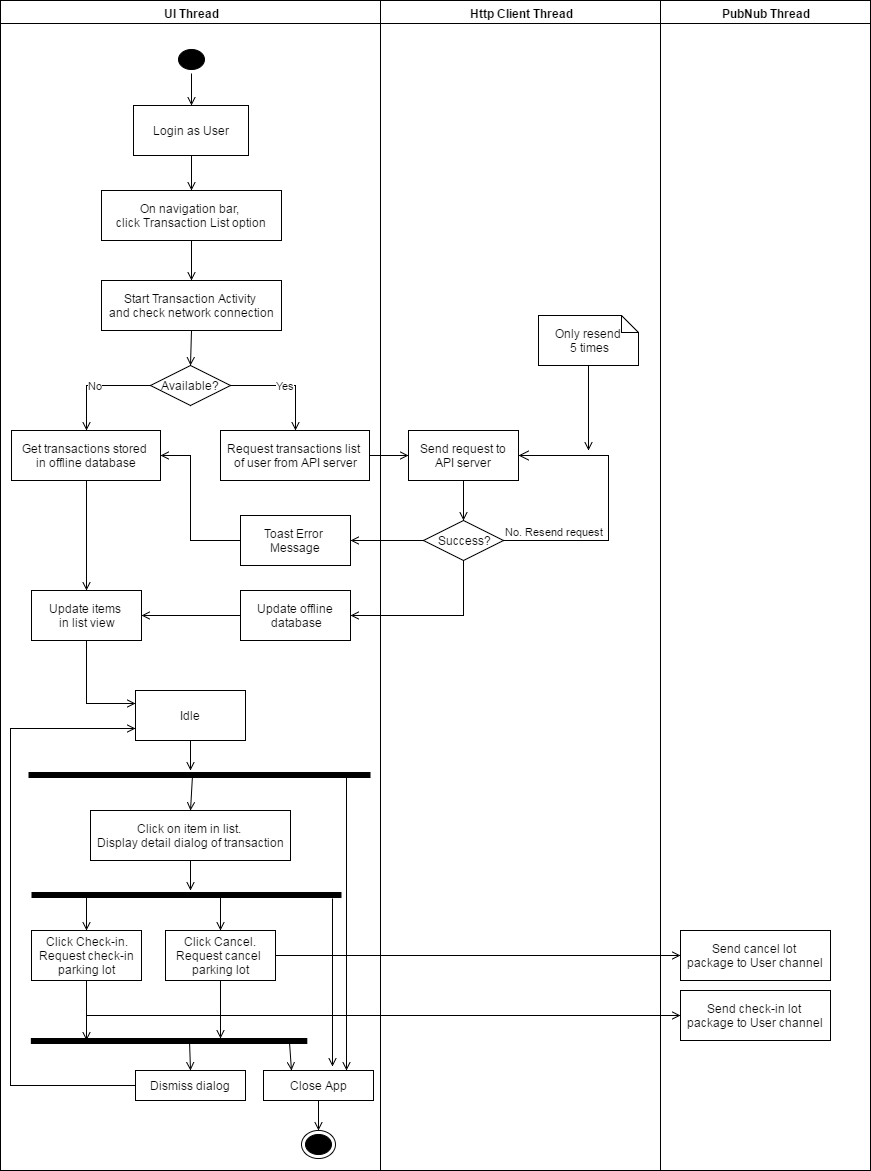 UI Thread
Http Client Thread
PubNub Thread
Login as User
On navigation bar,
click Transaction List option
Start Transaction Activity
and check network connection
Only resend
5 times
No
Available?
Yes
Get transactions stored
in offline database
Request transactions list
of user from API server
Send request to
API server
Toast Error
Message
Success?
No. Resend request
Update items
in list view
Update offline
database
Idle
Click on item in list.
Display detail dialog of transaction
Click Check-in.
Request check-in
parking lot
Click Cancel.
Request cancel
parking lot
Send cancel lot
package to User channel
Send check-in lot
package to User channel
Dismiss dialog
Close App